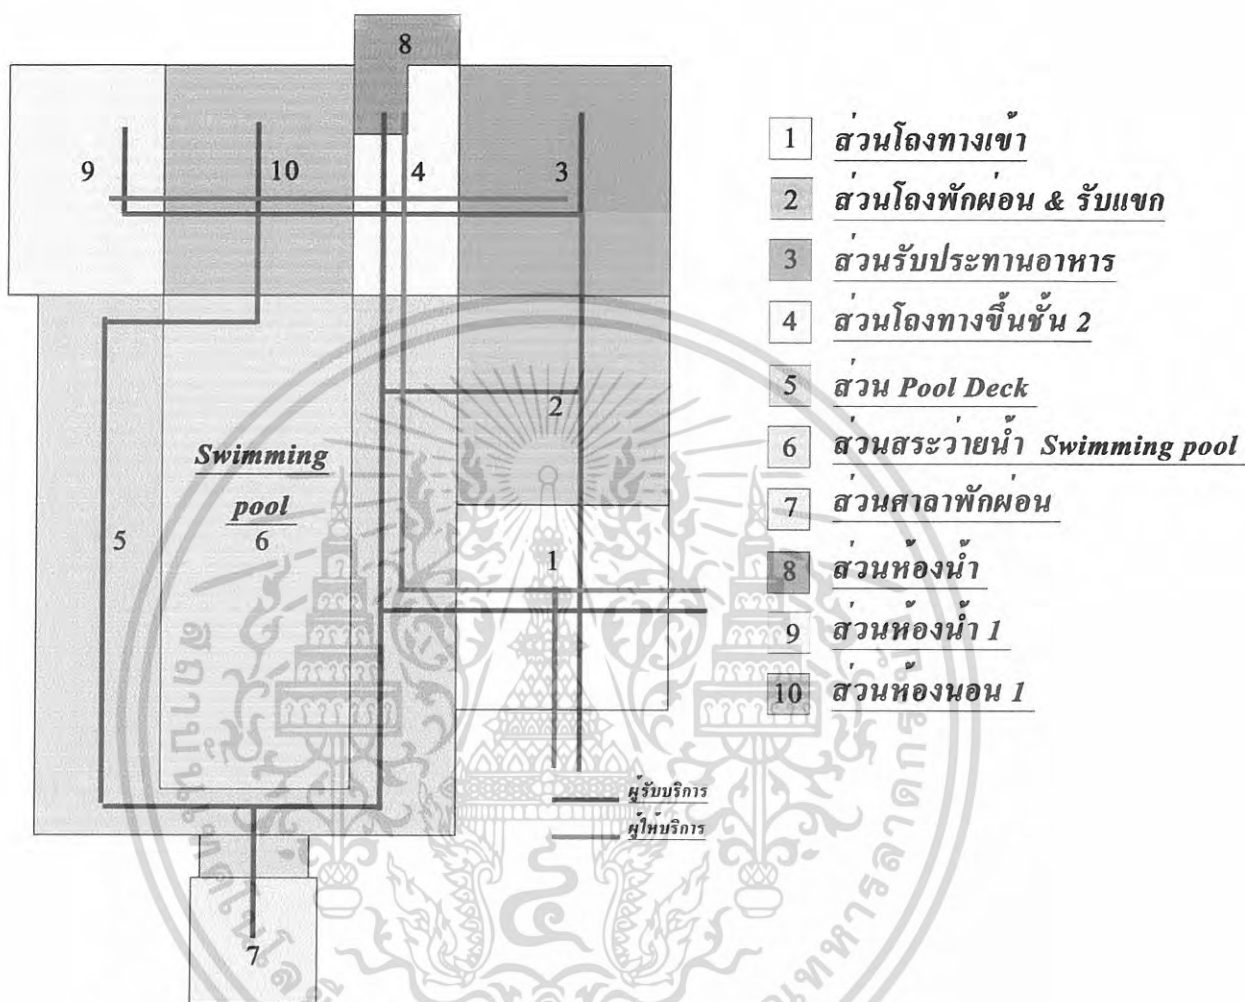 8
9
10
4
3
2
Swimming
pool
6
5
1
7
1 ส่วนโถงทางเข้า
2 ส่วนโถงพักผ่อน & รับแขก
3 ส่วนรับประทานอาหาร
4 ส่วนโถงทางขึ้นชั้น 2
5 ส่วน Pool Deck
6 ส่วนสระว่ายน้ำ Swimming pool
7 ส่วนศาลาพักผ่อน
8 ส่วนห้องน้ำ
9 ส่วนห้องน้ำ 1
10 ส่วนห้องนอน 1
ผู้รับบริการ
ผู้ให้บริการ